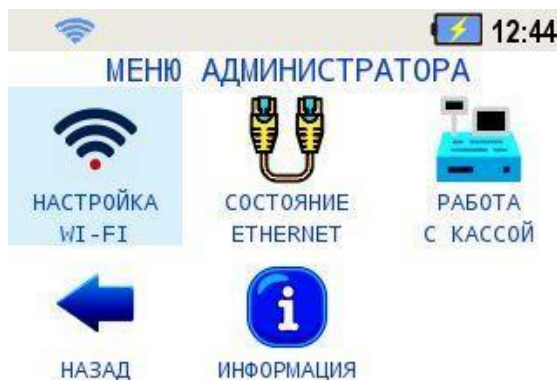 12:44
МЕНЮ АДМИНИСТРАТОРА
НАСТРОЙКА
WI-FI
СОСТОЯНИЕ
ETHERNET
РАБОТА
С КАССОЙ
НАЗАД
ИНФОРМАЦИЯ